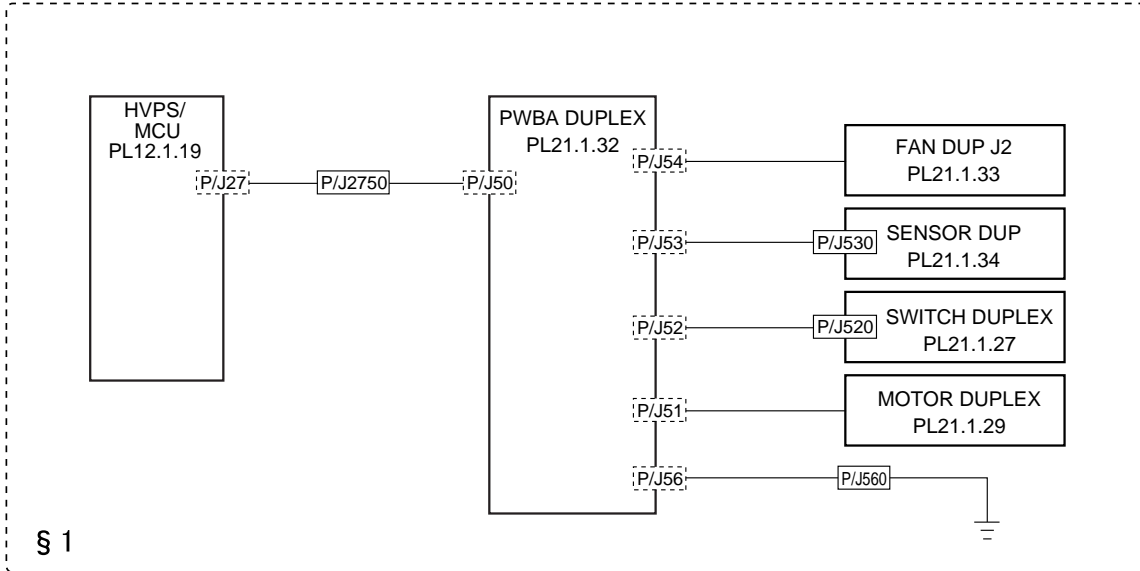 HVPS/
MCU
PL12.1.19
P/J27
P/J2750
P/J50
PWBA DUPLEX
PL21.1.32
P/J54
FAN DUP J2
PL21.1.33
P/J53
P/J530
SENSOR DUP
PL21.1.34
P/J52
P/J520
SWITCH DUPLEX
PL21.1.27
P/J51
MOTOR DUPLEX
PL21.1.29
P/J56
P/J560
§ 1